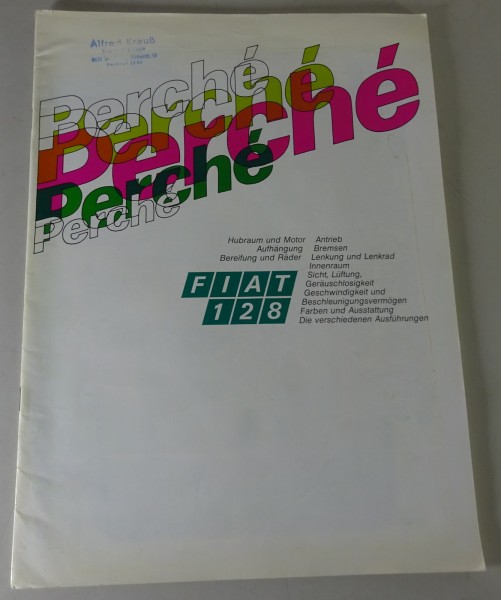 Alfred Krauß
Perché
Perché
Perché
Perché
Perché
Hubraum und Motor Antrieb
Aufhängung Bremsen
Bereifung und Räder Lenkung und Lenkrad
Innenraum
Sicht, Lüftung,
Geräuschlosigkeit
Geschwindigkeit und
Beschleunigungsvermögen
Farben und Ausstattung
Die verschiedenen Ausführungen
FIAT
128